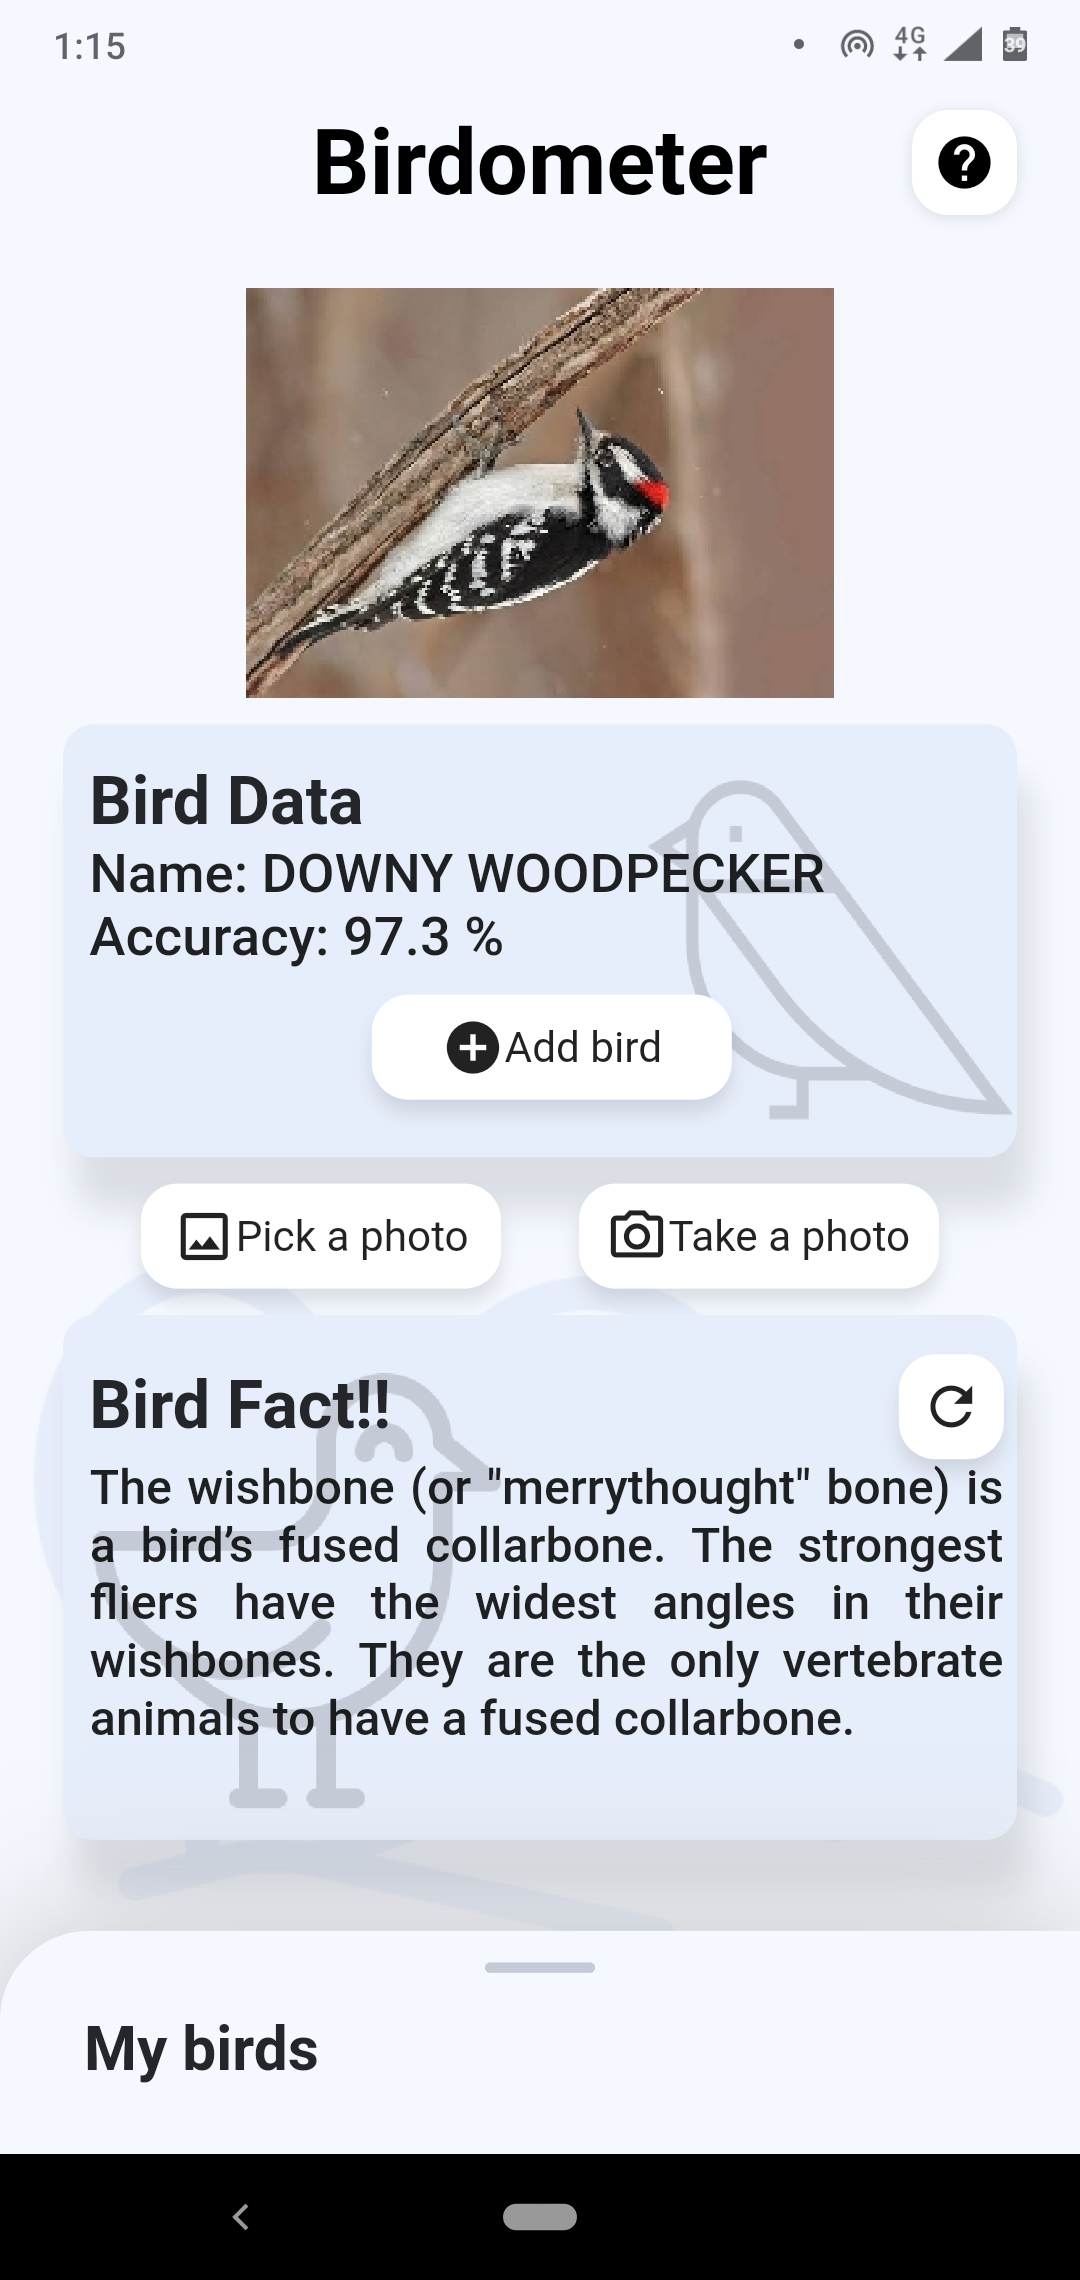 1:15
4G
39
Birdometer
Bird Data
Name: DOWNY WOODPECKER
Accuracy: 97.3 %
Add bird
Pick a photo
Take a photo
Bird Fact!!
The wishbone (or "merrythought" bone) is
a bird’s fused collarbone. The strongest
fliers have the widest angles in their
wishbones. They are the only vertebrate
animals to have a fused collarbone.
My birds